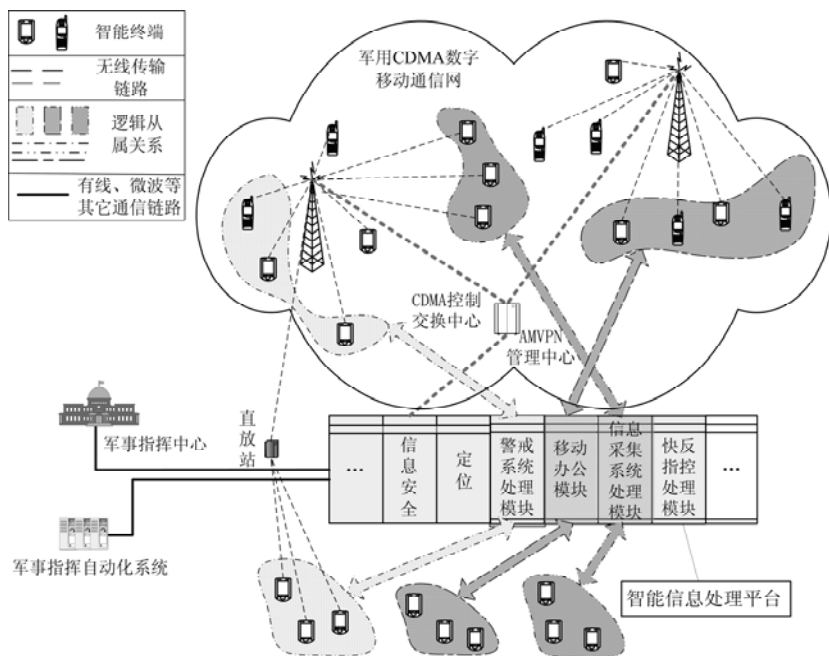 智能终端
无线传输
链路
逻辑从
属关系
有线、微波等
其它通信链路
军用CDMA数字
移动通信网
CDMA控制
交换中心
AMVPN
管理中心
军事指挥中心
直放站
军事指挥自动化系统
...
信息安全
定位
警戒系统处理模块
移动办公模块
信息采集系统处理模块
快反指控处理模块
...
智能信息处理平台